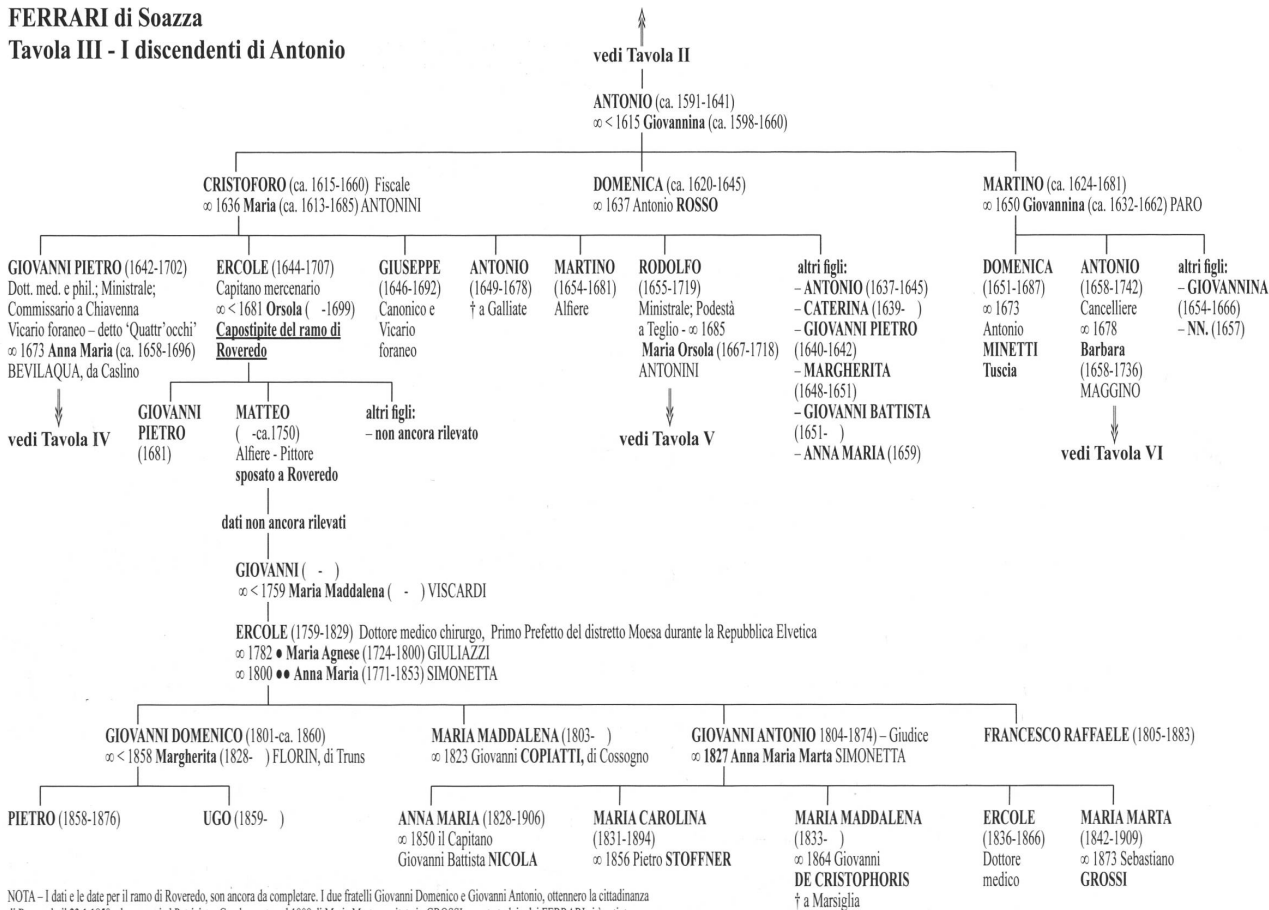 FERRARI di Soazza
Tavola III - I discendenti di Antonio
vedi Tavola II
ANTONIO (ca. 1591-1641)
∞ < 1615 Giovannina (ca. 1598-1660)
CRISTOFORO (ca. 1615-1660) Fiscale
∞ 1636 Maria (ca. 1613-1685) ANTONINI
DOMENICA (ca. 1620-1645)
∞ 1637 Antonio ROSSO
MARTINO (ca. 1624-1681)
∞ 1650 Giovannina (ca. 1632-1662) PARO
GIOVANNI PIETRO (1642-1702)
Dott. med. e phil.; Ministrale;
Commissario a Chiavenna
Vicario foraneo – detto ‘Quattr'occhi’
∞ 1673 Anna Maria (ca. 1658-1696)
BEVILAQUA, da Caslino
vedi Tavola IV
ERCOLE (1644-1707)
Capitano mercenario
∞ < 1681 Orsola (   -1699)
Capostipite del ramo di
Roveredo
GIUSEPPE
(1646-1692)
Canonico e
Vicario
foraneo
ANTONIO
(1649-1678)
† a Galliate
MARTINO
(1654-1681)
Alfiere
RODOLFO
(1655-1719)
Ministrale; Podestà
a Teglio - ∞ 1685
Maria Orsola (1667-1718)
ANTONINI
vedi Tavola V
altri figli:
– ANTONIO (1637-1645)
– CATERINA (1639-   )
– GIOVANNI PIETRO
(1640-1642)
– MARGHERITA
(1648-1651)
– GIOVANNI BATTISTA
(1651-   )
– ANNA MARIA (1659)
DOMENICA
(1651-1687)
∞ 1673
Antonio
MINETTI
Tuscia
ANTONIO
(1658-1742)
Cancelliere
∞ 1678
Barbara
(1658-1736)
MAGGINO
vedi Tavola VI
altri figli:
– GIOVANNINA
(1654-1666)
– NN. (1657)
GIOVANNI
PIETRO
(1681)
MATTEO
(   -ca.1750)
Alfiere - Pittore
sposato a Roveredo
altri figli:
– non ancora rilevato
dati non ancora rilevati
GIOVANNI (   -   )
∞ < 1759 Maria Maddalena (   -   ) VISCARDI
ERCOLE (1759-1829) Dottore medico chirurgo, Primo Prefetto del distretto Moesa durante la Repubblica Elvetica
∞ 1782 • Maria Agnese (1724-1800) GIULIAZZI
∞ 1800 •• Anna Maria (1771-1853) SIMONETTA
GIOVANNI DOMENICO (1801-ca. 1860)
∞ < 1858 Margherita (1828-   ) FLORIN, di Truns
MARIA MADDALENA (1803-   )
∞ 1823 Giovanni COPIATTI, di Cossogno
GIOVANNI ANTONIO 1804-1874) – Giudice
∞ 1827 Anna Maria Marta SIMONETTA
FRANCESCO RAFFAELE (1805-1883)
PIETRO (1858-1876)
UGO (1859-   )
ANNA MARIA (1828-1906)
∞ 1850 il Capitano
Giovanni Battista NICOLA
MARIA CAROLINA
(1831-1894)
∞ 1856 Pietro STOFFNER
MARIA MADDALENA
(1833-   )
∞ 1864 Giovanni
DE CRISTOPHORIS
† a Marsiglia
ERCOLE
(1836-1866)
Dottore
medico
MARIA MARTA
(1842-1909)
∞ 1873 Sebastiano
GROSSI
NOTA – I dati e le date per il ramo di Roveredo, son ancora da completare. I due fratelli Giovanni Domenico e Giovanni Antonio, ottennero la cittadinanza